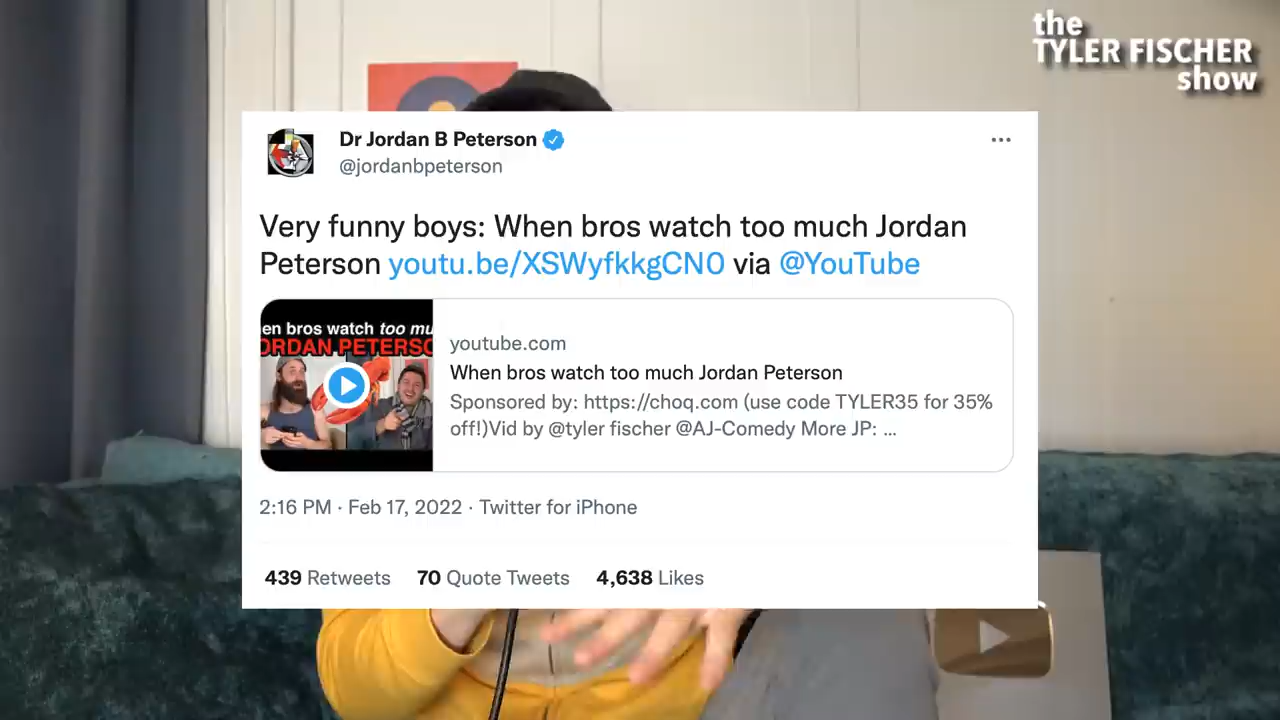 the
TYLER FISCHER
show
Dr Jordan B Peterson
@jordanbpeterson
Very funny boys: When bros watch too much Jordan
Peterson youtu.be/XSWyfkkgCN0 via @YouTube
en bros watch too mu
ORDAN PETERSO
youtube.com
When bros watch too much Jordan Peterson
Sponsored by: https://choq.com (use code TYLER35 for 35%
off!)Vid by @tyler fischer @AJ-Comedy More JP: ...
2:16 PM · Feb 17, 2022 · Twitter for iPhone
439 Retweets 70 Quote Tweets 4,638 Likes